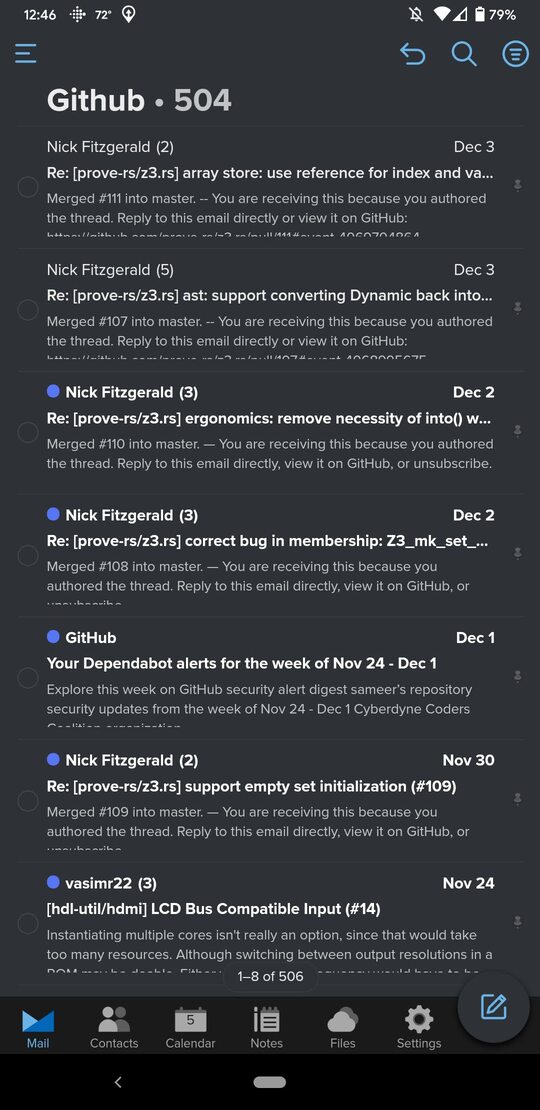 12:46 72° 79%
Github • 504
Nick Fitzgerald (2) Dec 3
Re: [prove-rs/z3.rs] array store: use reference for index and va...
Merged #111 into master. -- You are receiving this because you authored
the thread. Reply to this email directly or view it on GitHub:
Nick Fitzgerald (5) Dec 3
Re: [prove-rs/z3.rs] ast: support converting Dynamic back into...
Merged #107 into master. -- You are receiving this because you authored
the thread. Reply to this email directly or view it on GitHub:
Nick Fitzgerald (3) Dec 2
Re: [prove-rs/z3.rs] ergonomics: remove necessity of into() w...
Merged #110 into master. — You are receiving this because you authored
the thread. Reply to this email directly, view it on GitHub, or unsubscribe.
Nick Fitzgerald (3) Dec 2
Re: [prove-rs/z3.rs] correct bug in membership: Z3_mk_set_...
Merged #108 into master. — You are receiving this because you
authored the thread. Reply to this email directly, view it on GitHub, or
unsubscribe.
GitHub Dec 1
Your Dependabot alerts for the week of Nov 24 - Dec 1
Explore this week on GitHub security alert digest sameer's repository
security updates from the week of Nov 24 - Dec 1 Cyberdyne Coders
Coalition organization
Nick Fitzgerald (2) Nov 30
Re: [prove-rs/z3.rs] support empty set initialization (#109)
Merged #109 into master. — You are receiving this because you
authored the thread. Reply to this email directly, view it on GitHub, or
unsubscribe.
vasimr22 (3) Nov 24
[hdl-util/hdmi] LCD Bus Compatible Input (#14)
Instantiating multiple cores isn't really an option, since that would take
too many resources. Although switching between output resolutions in a
1–8 of 506
5
Mail Contacts Calendar Notes Files Settings